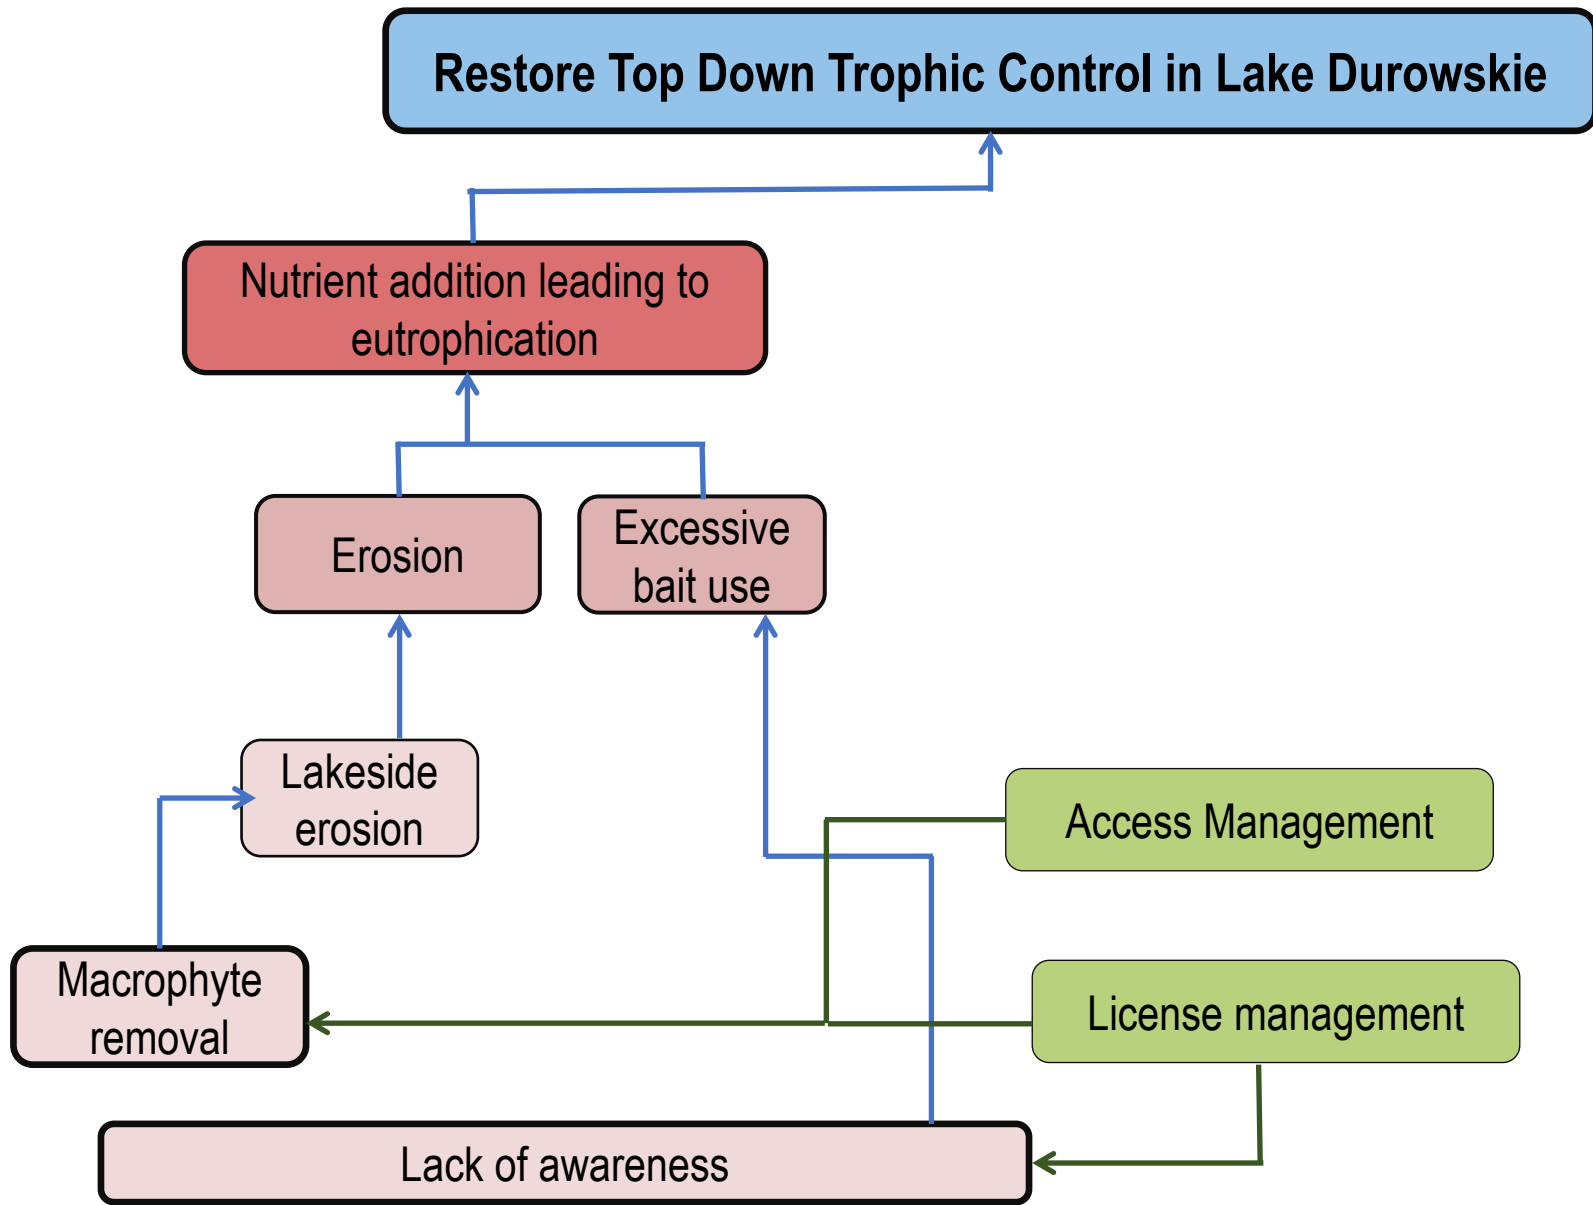 Restore Top Down Trophic Control in Lake Durowskie
Nutrient addition leading to
eutrophication
Erosion
Excessive
bait use
Lakeside
erosion
Access Management
Macrophyte
removal
License management
Lack of awareness